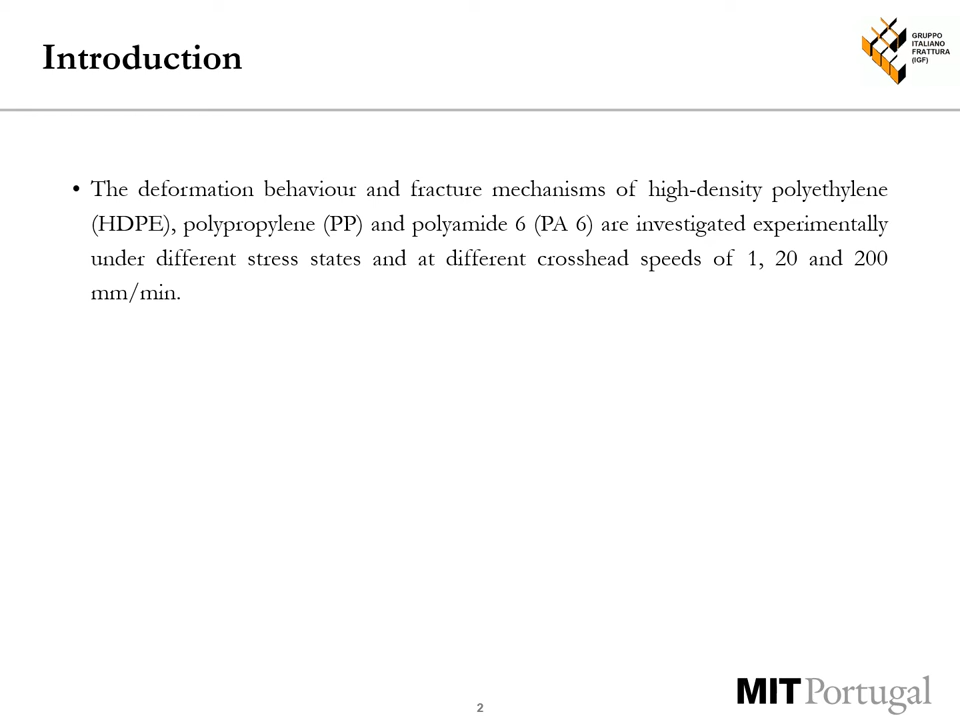 Introduction
GRUPPO
ITALIANO
FRATTURA
(IGF)
• The deformation behaviour and fracture mechanisms of high-density polyethylene
(HDPE), polypropylene (PP) and polyamide 6 (PA 6) are investigated experimentally
under different stress states and at different crosshead speeds of 1, 20 and 200
mm/min.
2
MIT Portugal